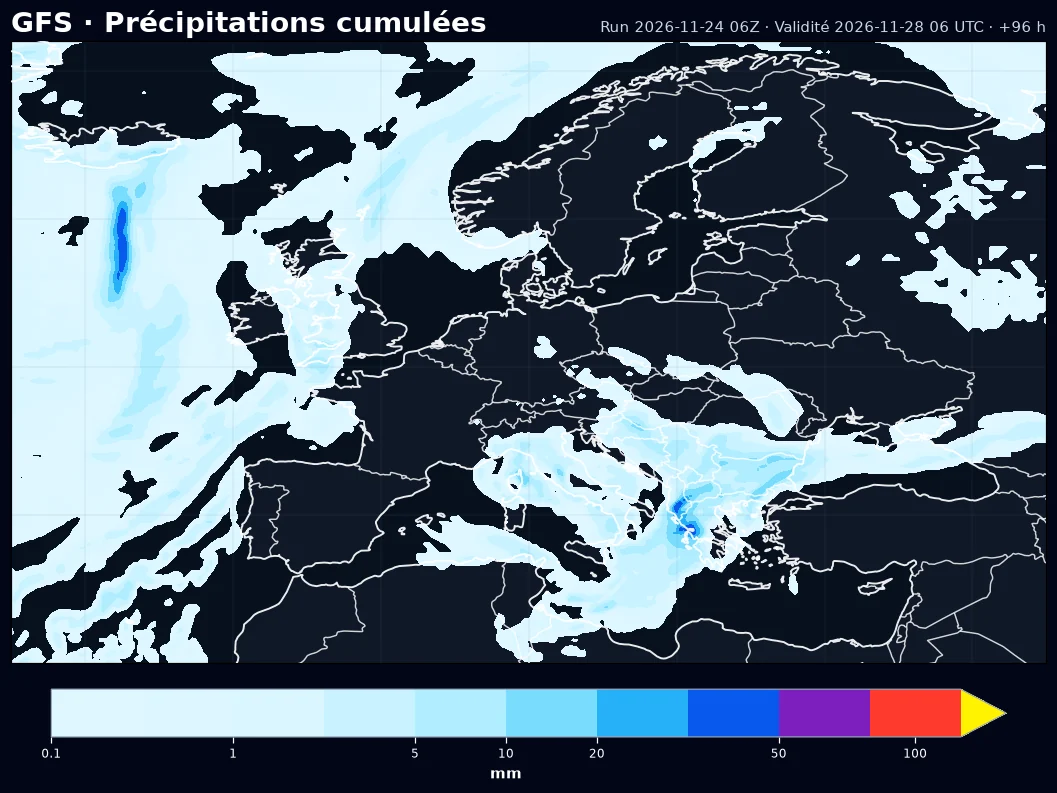 GFS · Précipitations cumulées
Run 2026-11-24 06Z · Validité 2026-11-28 06 UTC · +96 h
0.1 1 5 10 20 50 100
mm